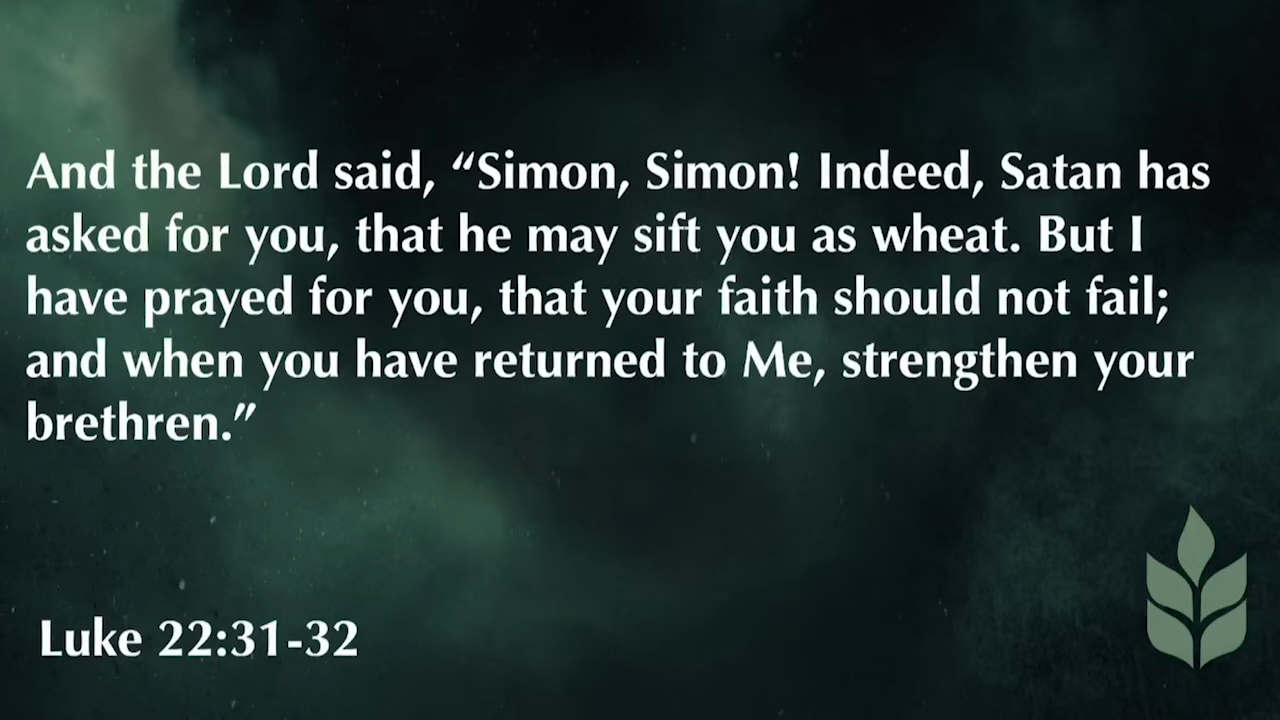 And the Lord said, “Simon, Simon! Indeed, Satan has
asked for you, that he may sift you as wheat. But I
have prayed for you, that your faith should not fail;
and when you have returned to Me, strengthen your
brethren.”
Luke 22:31-32